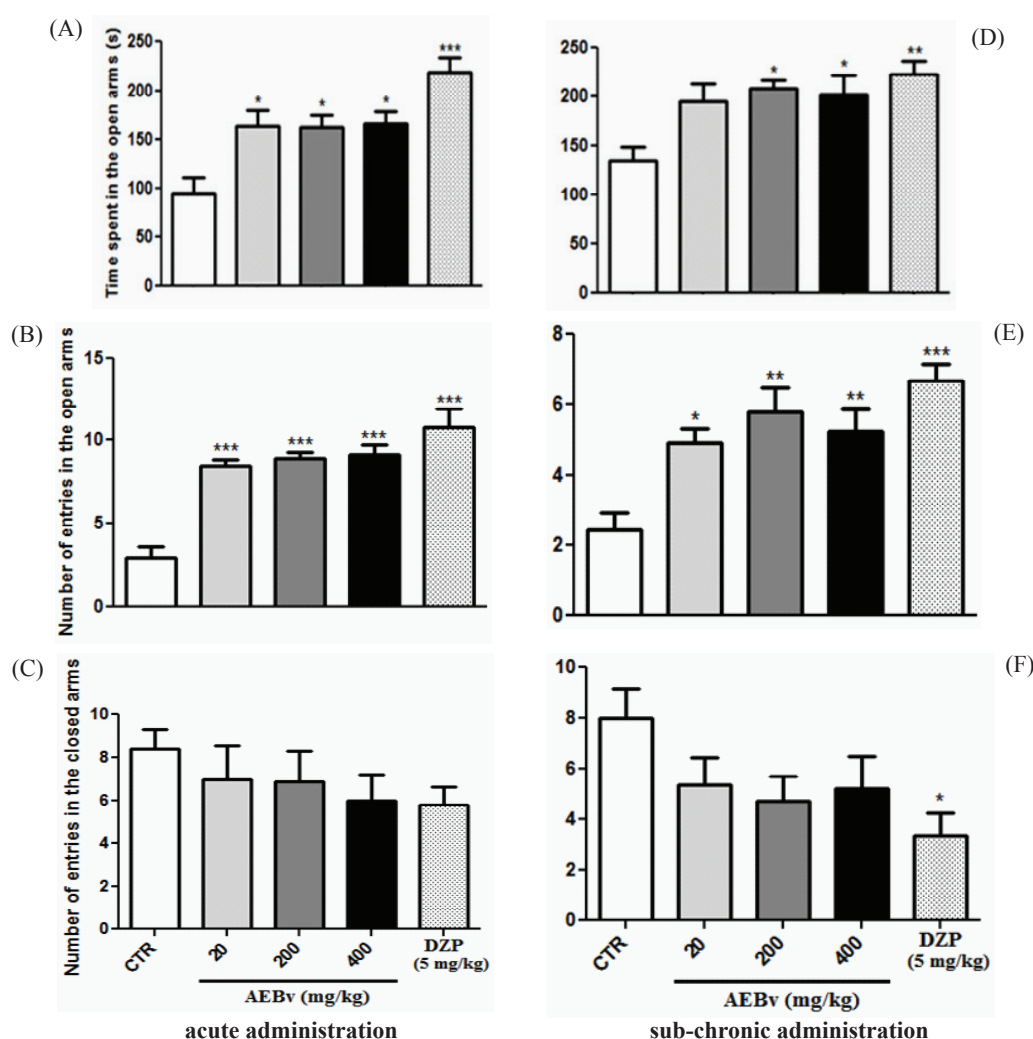 (A)
Time spent in the open arms (s)
250
200
150
100
50
0
*
*
*
***
(D)
250
200
150
100
50
0
*
*
**
(B)
Number of entries in the open arms
15
10
5
0
***
***
***
***
(E)
8
6
4
2
0
*
**
**
***
(C)
Number of entries in the closed arms
10
8
6
4
2
0
CTR
20
200
400
DZP
(5 mg/kg)
AEBv (mg/kg)
acute administration
(F)
10
8
6
4
2
0
*
CTR
20
200
400
DZP
(5 mg/kg)
AEBv (mg/kg)
sub-chronic administration